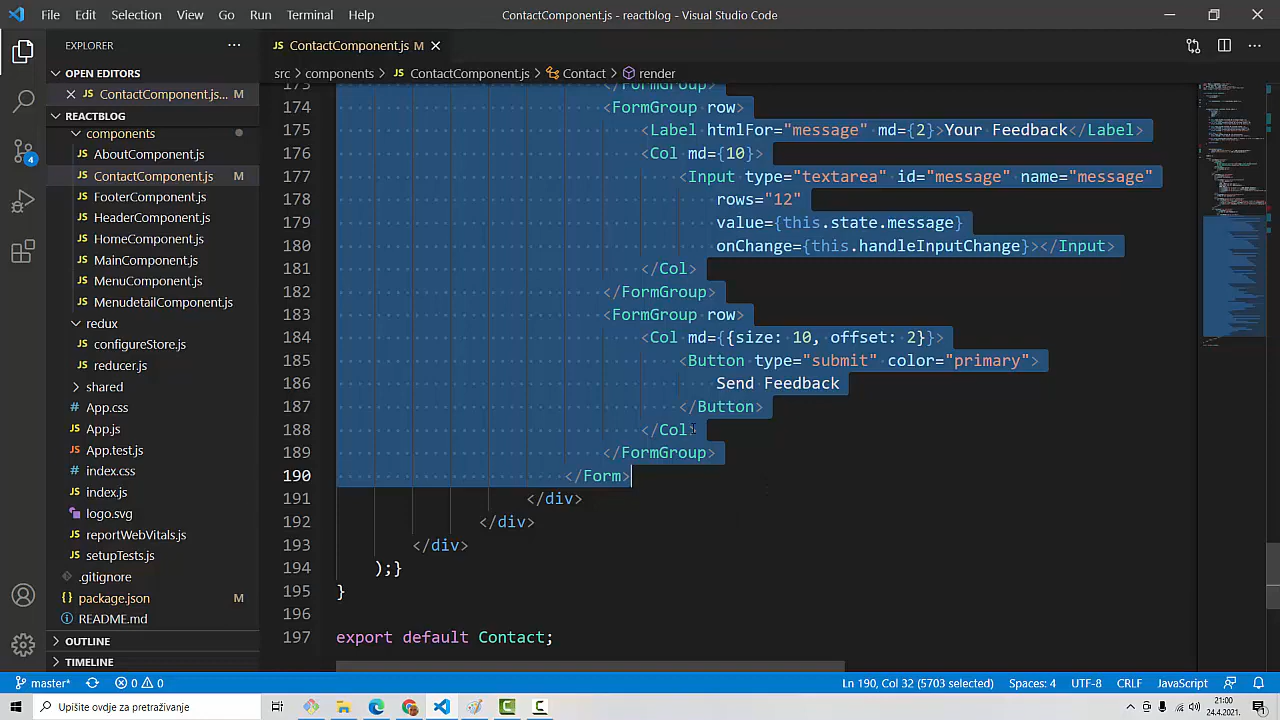 File Edit Selection View Go Run Terminal Help
ContactComponent.js - reactblog - Visual Studio Code
EXPLORER
OPEN EDITORS
ContactComponent.js... M
REACTBLOG
components
AboutComponent.js
ContactComponent.js M
FooterComponent.js
HeaderComponent.js
HomeComponent.js
MainComponent.js
MenuComponent.js
MenudetailComponent.js
redux
configureStore.js
reducer.js
shared
App.css
App.js
App.test.js
index.css
index.js
logo.svg
reportWebVitals.js
setupTests.js
.gitignore
package.json M
README.md
OUTLINE
TIMELINE
4
ContactComponent.js M
src > components > ContactComponent.js > Contact > render
173 </FormGroup>
174 <FormGroup row>
175 <Label htmlFor="message" md={2}>Your Feedback</Label>
176 <Col md={10}>
177 <Input type="textarea" id="message" name="message"
178 rows="12"
179 value={this.state.message}
180 onChange={this.handleInputChange}></Input>
181 </Col>
182 </FormGroup>
183 <FormGroup row>
184 <Col md={{size: 10, offset: 2}}>
185 <Button type="submit" color="primary">
186 Send Feedback
187 </Button>
188 </Col>
189 </FormGroup>
190 </Form>
191 </div>
192 </div>
193 </div>
194 );}
195 }
196
197 export default Contact;
master* 0 0 Ln 190, Col 32 (5703 selected) Spaces: 4 UTF-8 CRLF JavaScript
Upišite ovdje za pretraživanje
21:00
24.4.2021.